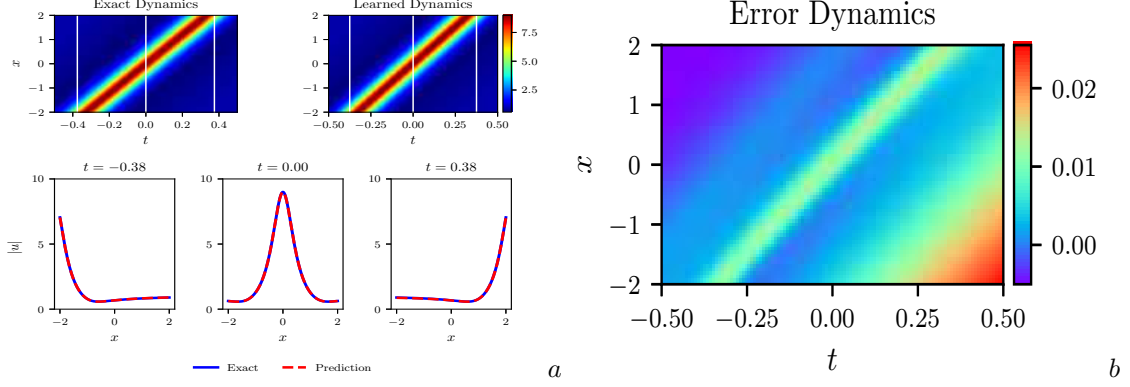 Exact Dynamics
Learned Dynamics
Error Dynamics
2
1
0
−1
−2
x
−0.4 −0.2 0.0 0.2 0.4
t
2
1
0
−1
−2
−0.50 −0.25 0.00 0.25 0.50
t
7.5
5.0
2.5
t = −0.38
t = 0.00
t = 0.38
10
5
0
|u|
−2 0 2
x
10
5
0
−2 0 2
x
10
5
0
−2 0 2
x
Exact
Prediction
a
2
1
0
−1
−2
x
−0.50 −0.25 0.00 0.25 0.50
t
0.02
0.01
0.00
b